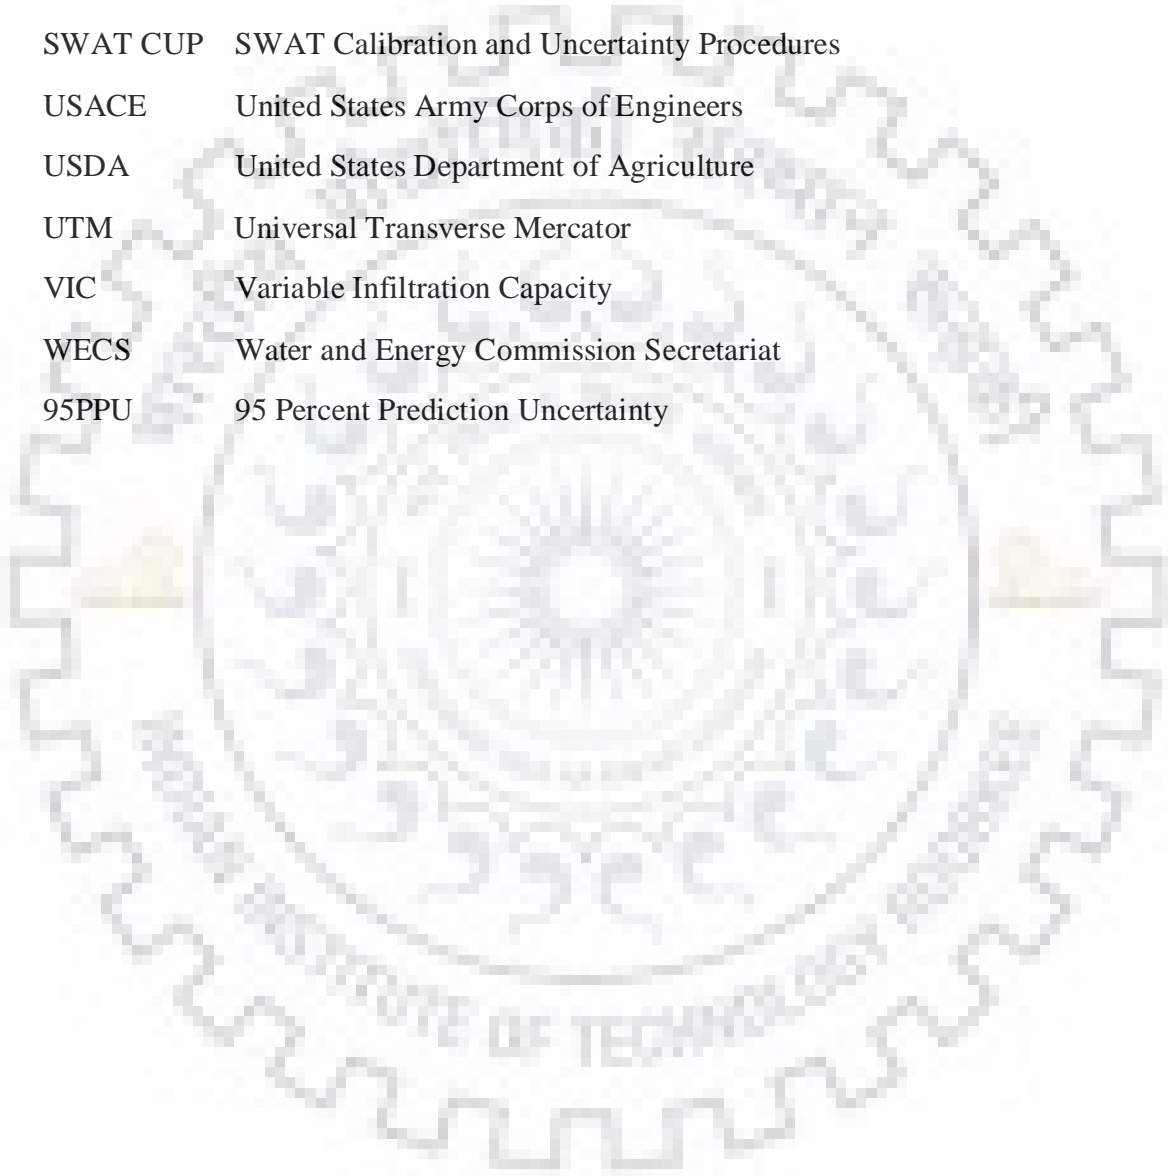 SWAT CUP SWAT Calibration and Uncertainty Procedures
USACE United States Army Corps of Engineers
USDA United States Department of Agriculture
UTM Universal Transverse Mercator
VIC Variable Infiltration Capacity
WECS Water and Energy Commission Secretariat
95PPU 95 Percent Prediction Uncertainty
OF TECHNOLOGY